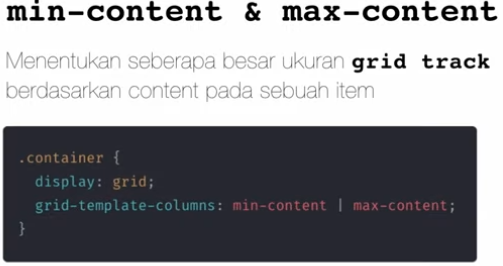 min-content & max-content
Menentukan seberapa besar ukuran grid track
berdasarkan content pada sebuah item
.container {
display: grid;
grid-template-columns: min-content | max-content;
}